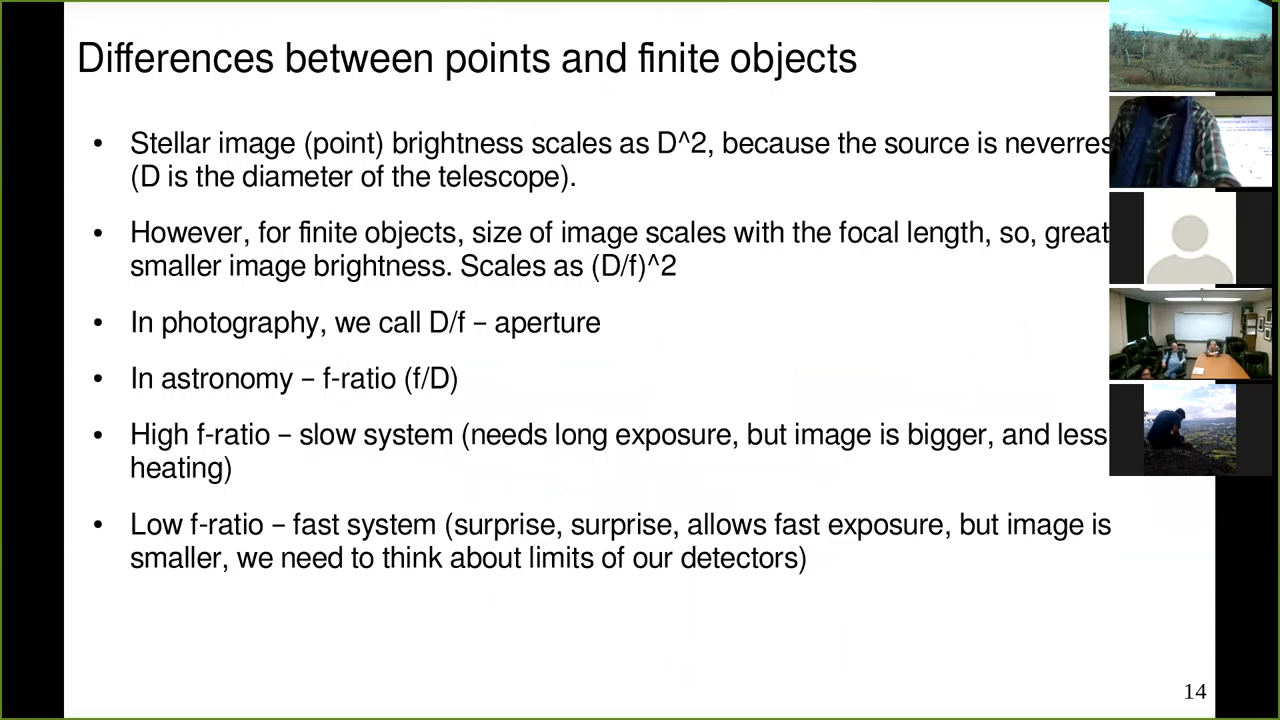 Differences between points and finite objects
• Stellar image (point) brightness scales as D^2, because the source is neverres
(D is the diameter of the telescope).
• However, for finite objects, size of image scales with the focal length, so, great
smaller image brightness. Scales as (D/f)^2
• In photography, we call D/f – aperture
• In astronomy – f-ratio (f/D)
• High f-ratio – slow system (needs long exposure, but image is bigger, and less
heating)
• Low f-ratio – fast system (surprise, surprise, allows fast exposure, but image is
smaller, we need to think about limits of our detectors)
14